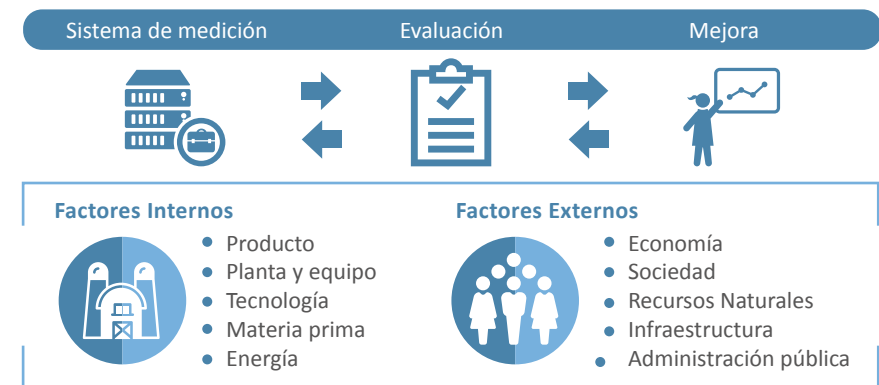 Sistema de medición
Evaluación
Mejora
Factores Internos
Producto
Planta y equipo
Tecnología
Materia prima
Energía
Factores Externos
Economía
Sociedad
Recursos Naturales
Infraestructura
Administración pública